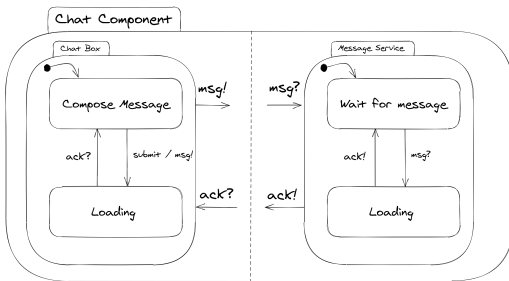 Chat Component
Chat Box
Message Service
msg!
msg?
Compose Message
Wait for message
ack?
submit / msg!
ack!
msg?
ack?
ack!
Loading
Loading